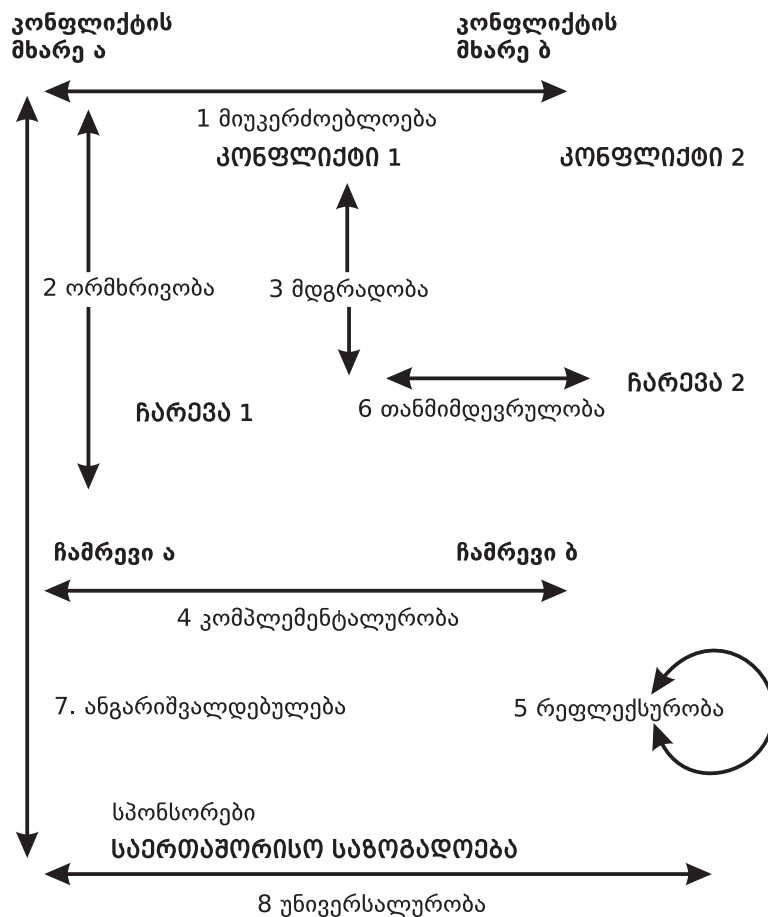 კონფლიქტის
მხარე ა
კონფლიქტის
მხარე ბ
1 მიუკერძოებლოება
კონფლიქტი 1
კონფლიქტი 2
2 ორმხრივობა
3 მდგრადობა
ჩარევა 2
6 თანმიმდევრულობა
ჩარევა 1
ჩამრევი ა
ჩამრევი ბ
4 კომპლემენტალურობა
7. ანგარიშვალდებულება
5 რეფლექსურობა
სპონსორები
საერთაშორისო საზოგადოება
8 უნივერსალურობა